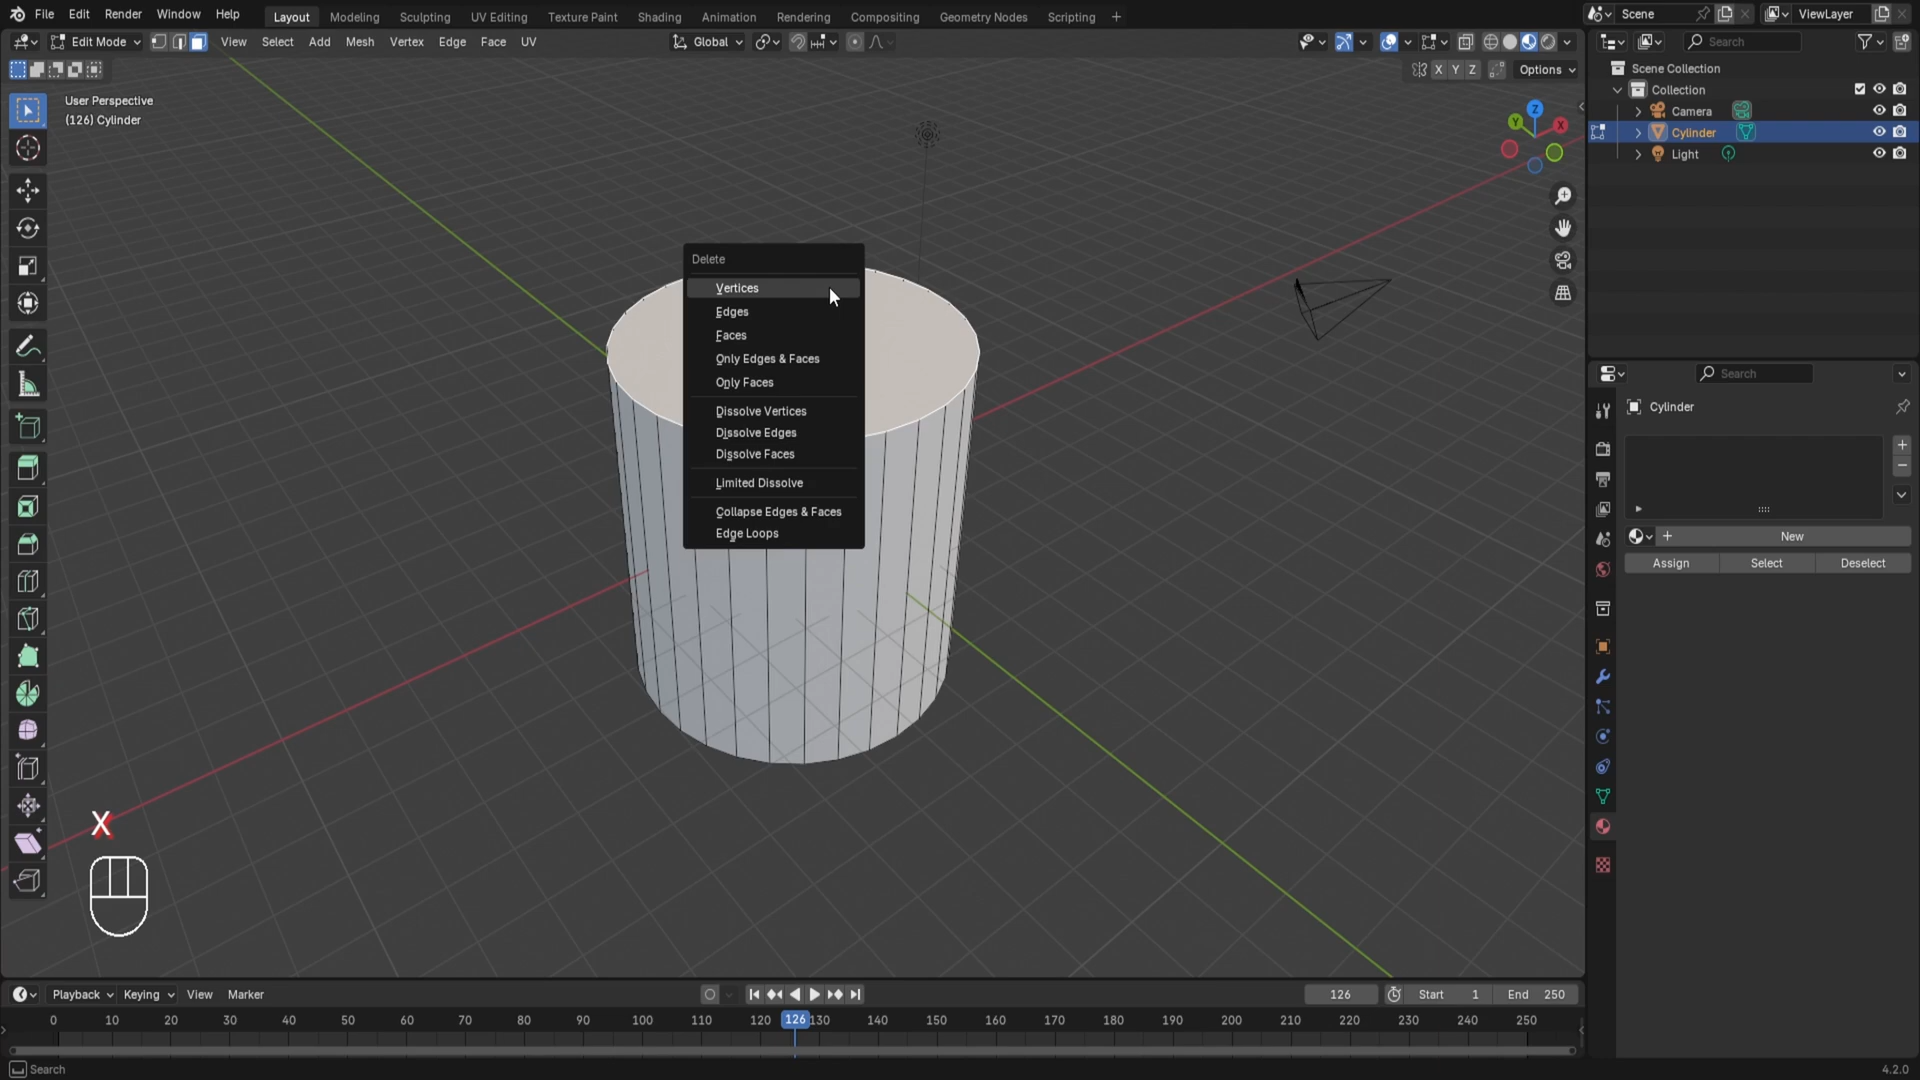 File Edit Render Window Help Layout Modeling Sculpting UV Editing Texture Paint Shading Animation Rendering Compositing Geometry Nodes Scripting + Scene ViewLayer
Edit Mode View Select Add Mesh Vertex Edge Face UV Global Search
X Y Z Options
Scene Collection
Collection
Camera
Cylinder
Light
User Perspective
(126) Cylinder
Z
Y
X
Delete
Vertices
Edges
Faces
Only Edges & Faces
Only Faces
Dissolve Vertices
Dissolve Edges
Dissolve Faces
Limited Dissolve
Collapse Edges & Faces
Edge Loops
Search
Cylinder
New
Assign Select Deselect
X
Playback Keying View Marker 126 Start 1 End 250
0 10 20 30 40 50 60 70 80 90 100 110 120 126 130 140 150 160 170 180 190 200 210 220 230 240 250
Search 4.2.0